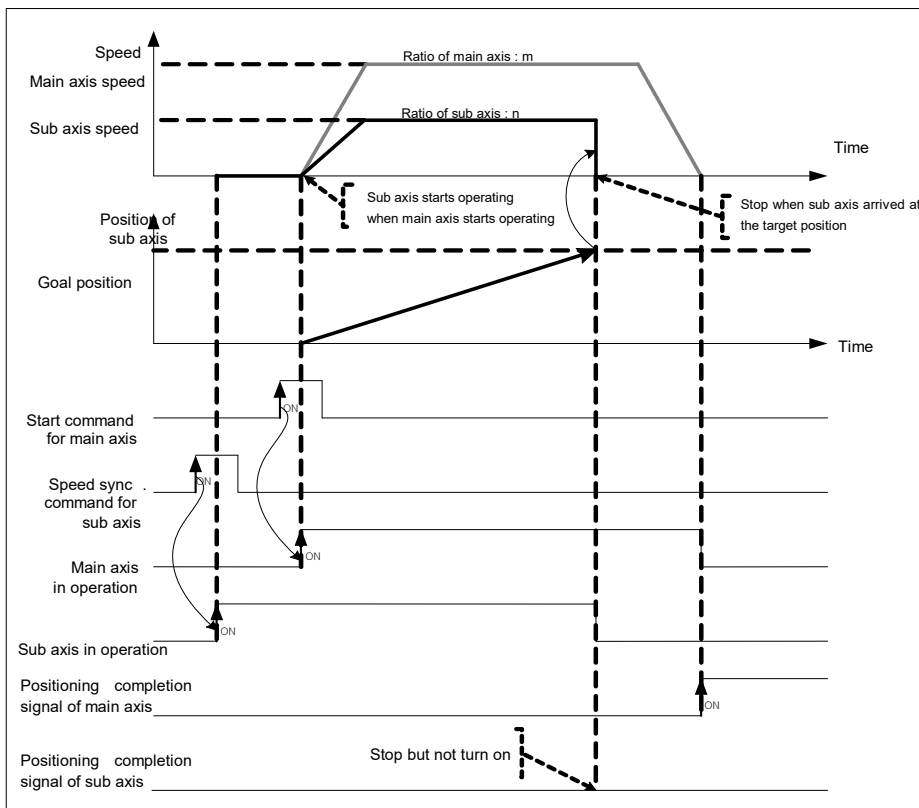 Speed
Ratio of main axis : m
Main axis speed
Ratio of sub axis : n
Sub axis speed
Time
Sub axis starts operating
when main axis starts operating
Stop when sub axis arrived at
the target position
Position of
sub axis
Goal position
Time
ON
Start command
for main axis
ON
Speed sync .
command for
sub axis
ON
Main axis
in operation
ON
Sub axis in operation
Positioning completion
signal of main axis
ON
Stop but not turn on
Positioning completion
signal of sub axis